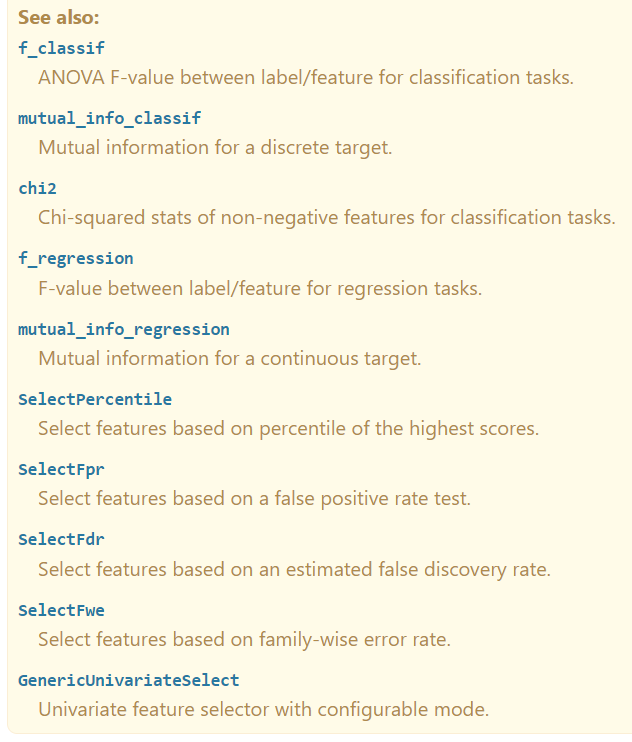 See also:
f_classif
ANOVA F-value between label/feature for classification tasks.
mutual_info_classif
Mutual information for a discrete target.
chi2
Chi-squared stats of non-negative features for classification tasks.
f_regression
F-value between label/feature for regression tasks.
mutual_info_regression
Mutual information for a continuous target.
SelectPercentile
Select features based on percentile of the highest scores.
SelectFpr
Select features based on a false positive rate test.
SelectFdr
Select features based on an estimated false discovery rate.
SelectFwe
Select features based on family-wise error rate.
GenericUnivariateSelect
Univariate feature selector with configurable mode.